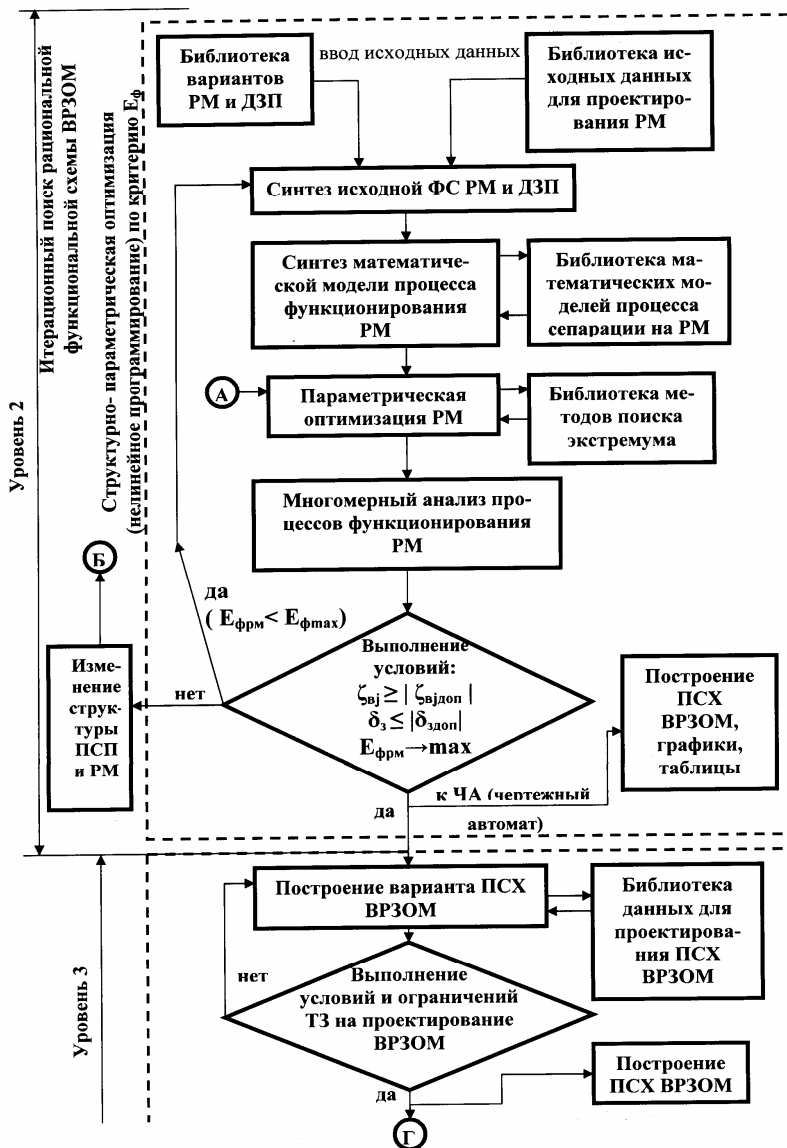 Уровень 2
Итерационный поиск рациональной
функциональной схемы ВРЗОМ
Структурно- параметрическая оптимизация
(нелинейное программирование) по критерию Eф
Библиотека
вариантов
РМ и ДЗП
ввод исходных данных
Библиотека ис-
ходных данных
для проектиро-
вания РМ
Синтез исходной ФС РМ и ДЗП
Синтез математиче-
ской модели процесса
функционирования
РМ
Библиотека ма-
тематических мо-
делей процесса
сепарации на РМ
А
Параметрическая
оптимизация РМ
Библиотека ме-
тодов поиска
экстремума
Многомерный анализ про-
цессов функционирования
РМ
Б
да
( Eфрм< Eфmax)
Изме-
нение
струк-
туры
ПСП
и РМ
нет
Выполнение
условий:
ζвj ≥ | ζвjдоп |
δз ≤ |δздоп|
Eфрм→max
Построение
ПСХ
ВРЗОМ,
графики,
таблицы
к ЧА (чертежный
автомат)
да
Уровень 3
Построение варианта ПСХ
ВРЗОМ
Библиотека
данных для
проектирова-
ния ПСХ
ВРЗОМ
нет
Выполнение
условий и ограничений
ТЗ на проектирование
ВРЗОМ
Построение
ПСХ ВРЗОМ
да
Г